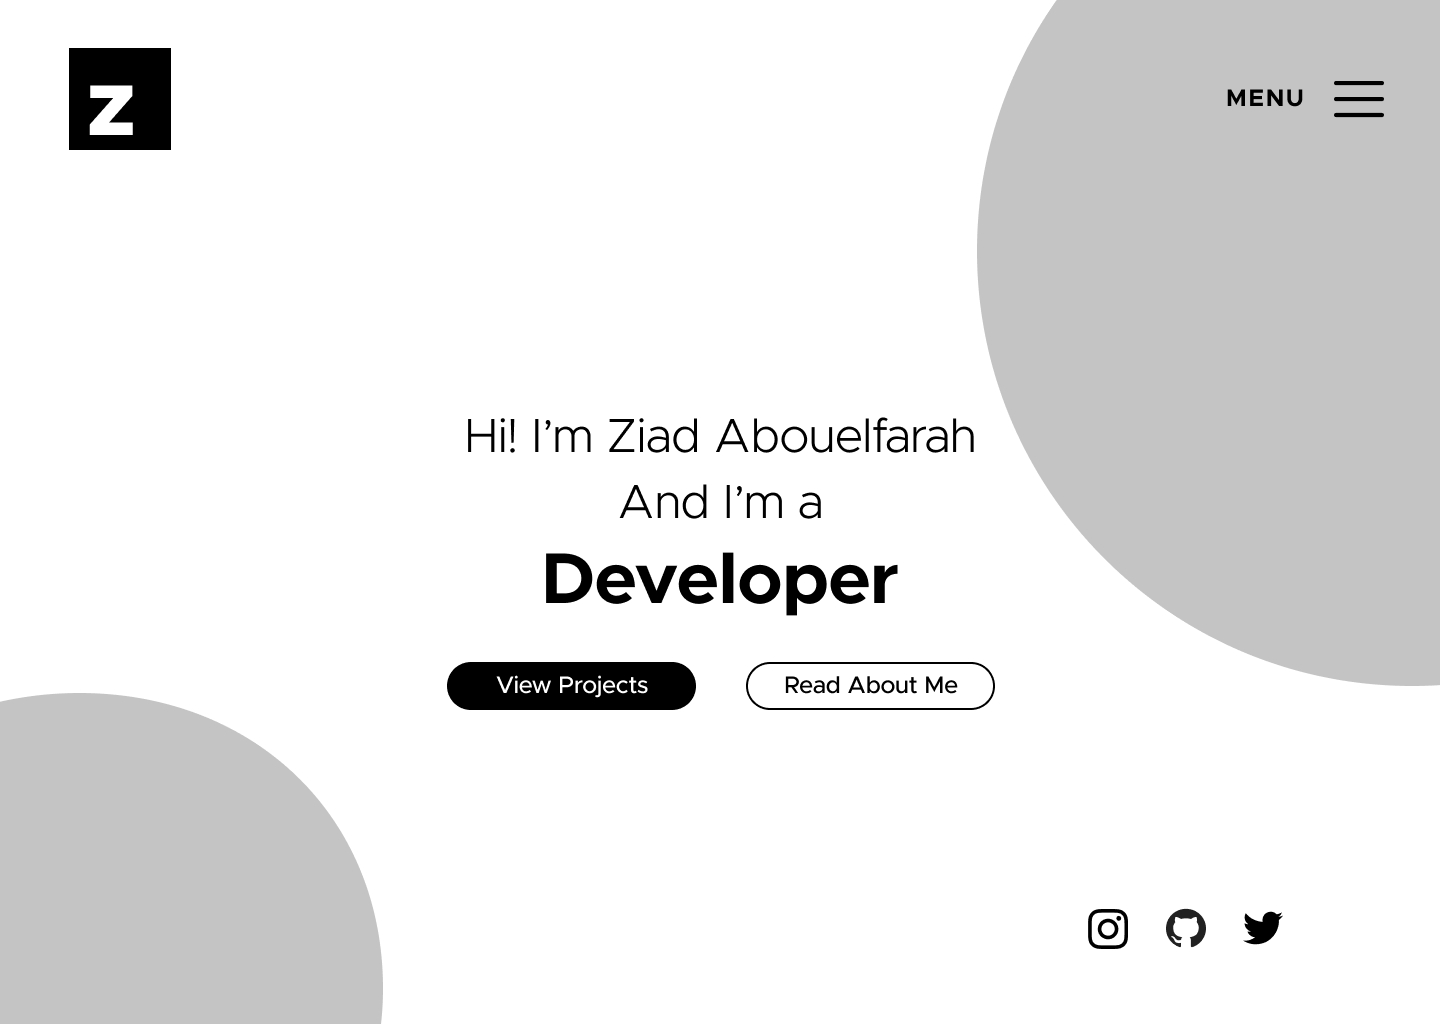 Z
MENU
Hi! I’m Ziad Abouelfarah
And I’m a
Developer
View Projects
Read About Me